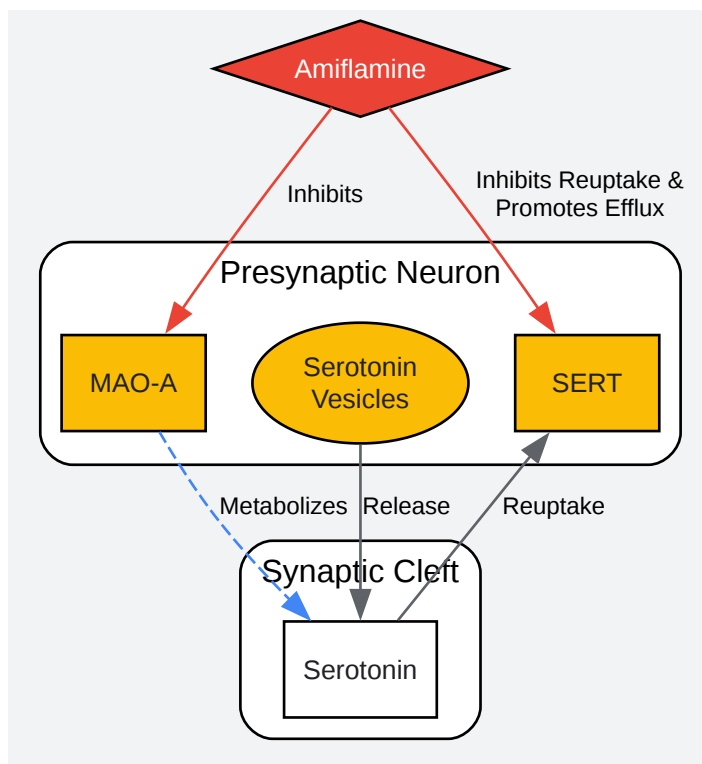 Amiflamine
Inhibits
Inhibits Reuptake &
Promotes Efflux
Presynaptic Neuron
MAO-A
Serotonin
Vesicles
SERT
Metabolizes
Release
Reuptake
Synaptic Cleft
Serotonin